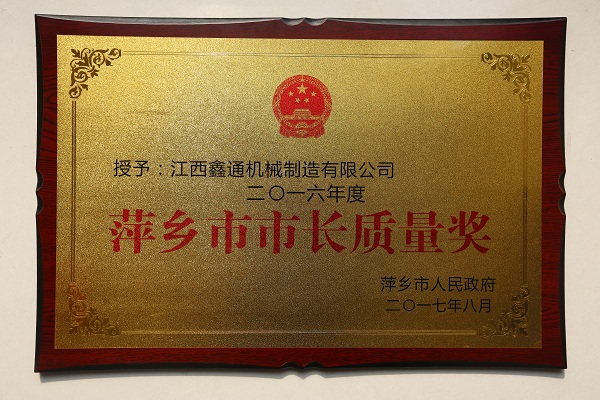 授予：江西鑫通机械制造有限公司
二〇一六年度
萍乡市市长质量奖
萍乡市人民政府
二〇一七年八月